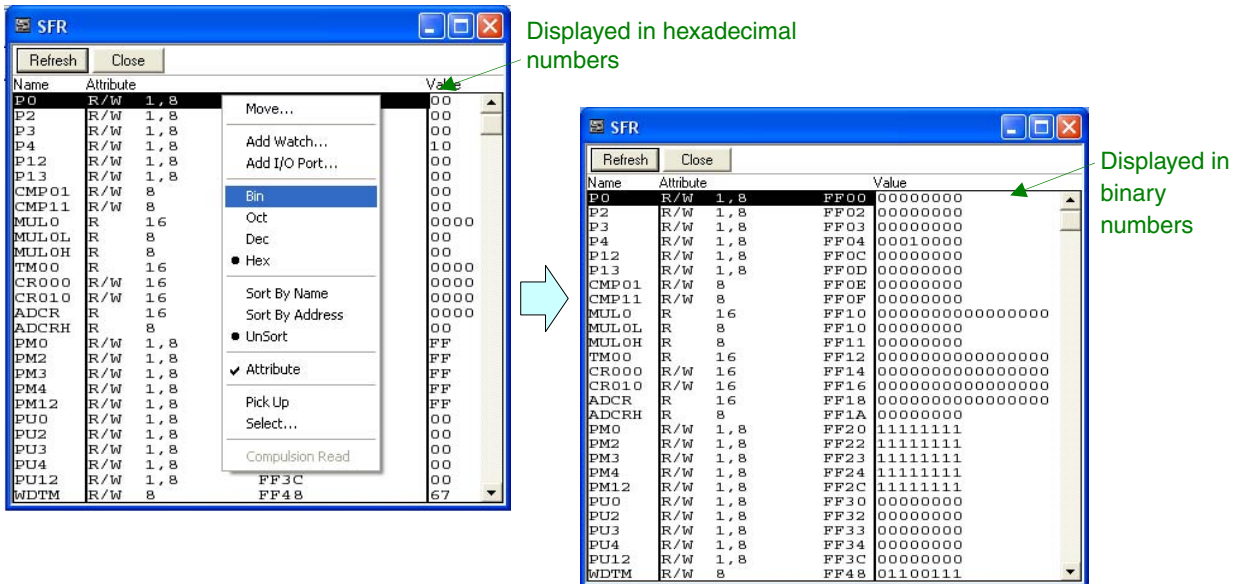 SFR
Displayed in hexadecimal
numbers
Refresh Close
Name Attribute Value
P0 R/W 1,8 00
P2 R/W 1,8 00
P3 R/W 1,8 00
P4 R/W 1,8 10
P12 R/W 1,8 00
P13 R/W 1,8 00
CMP01 R/W 8 00
CMP11 R/W 8 00
MUL0 R 16 0000
MUL0L R 8 00
MUL0H R 8 00
TM00 R 16 0000
CR000 R/W 16 0000
CR010 R/W 16 0000
ADCR R 16 0000
ADCRH R 8 00
PM0 R/W 1,8 FF
PM2 R/W 1,8 FF
PM3 R/W 1,8 FF
PM4 R/W 1,8 FF
PM12 R/W 1,8 FF
PU0 R/W 1,8 00
PU2 R/W 1,8 00
PU3 R/W 1,8 00
PU4 R/W 1,8 00
PU12 R/W 1,8 FF3C 00
WDTM R/W 8 FF48 67
Move...
Add Watch...
Add I/O Port...
Bin
Oct
Dec
Hex
Sort By Name
Sort By Address
UnSort
Attribute
Pick Up
Select...
Compulsion Read
SFR
Refresh Close
Name Attribute Value
P0 R/W 1,8 FF00 00000000
P2 R/W 1,8 FF02 00000000
P3 R/W 1,8 FF03 00000000
P4 R/W 1,8 FF04 00010000
P12 R/W 1,8 FF0C 00000000
P13 R/W 1,8 FF0D 00000000
CMP01 R/W 8 FF0E 00000000
CMP11 R/W 8 FF0F 00000000
MUL0 R 16 FF10 0000000000000000
MUL0L R 8 FF10 00000000
MUL0H R 8 FF11 00000000
TM00 R 16 FF12 0000000000000000
CR000 R/W 16 FF14 0000000000000000
CR010 R/W 16 FF16 0000000000000000
ADCR R 16 FF18 0000000000000000
ADCRH R 8 FF1A 00000000
PM0 R/W 1,8 FF20 11111111
PM2 R/W 1,8 FF22 11111111
PM3 R/W 1,8 FF23 11111111
PM4 R/W 1,8 FF24 11111111
PM12 R/W 1,8 FF2C 11111111
PU0 R/W 1,8 FF30 00000000
PU2 R/W 1,8 FF32 00000000
PU3 R/W 1,8 FF33 00000000
PU4 R/W 1,8 FF34 00000000
PU12 R/W 1,8 FF3C 00000000
WDTM R/W 8 FF48 01100111
Displayed in
binary
numbers